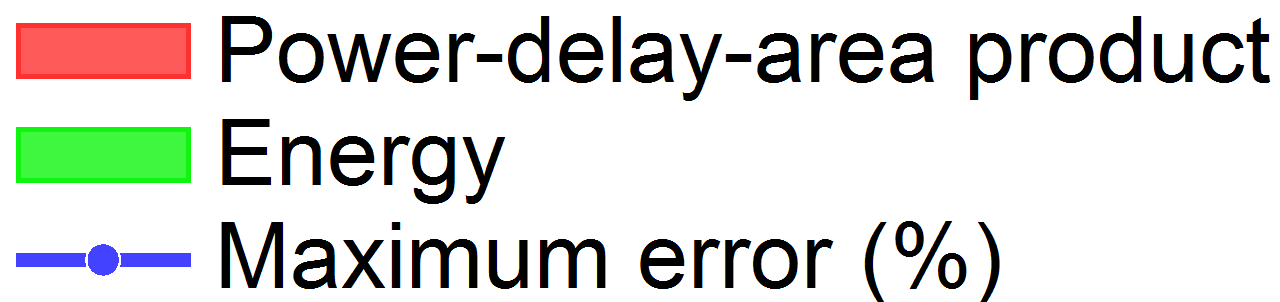 Power-delay-area product
Energy
Maximum error (%)